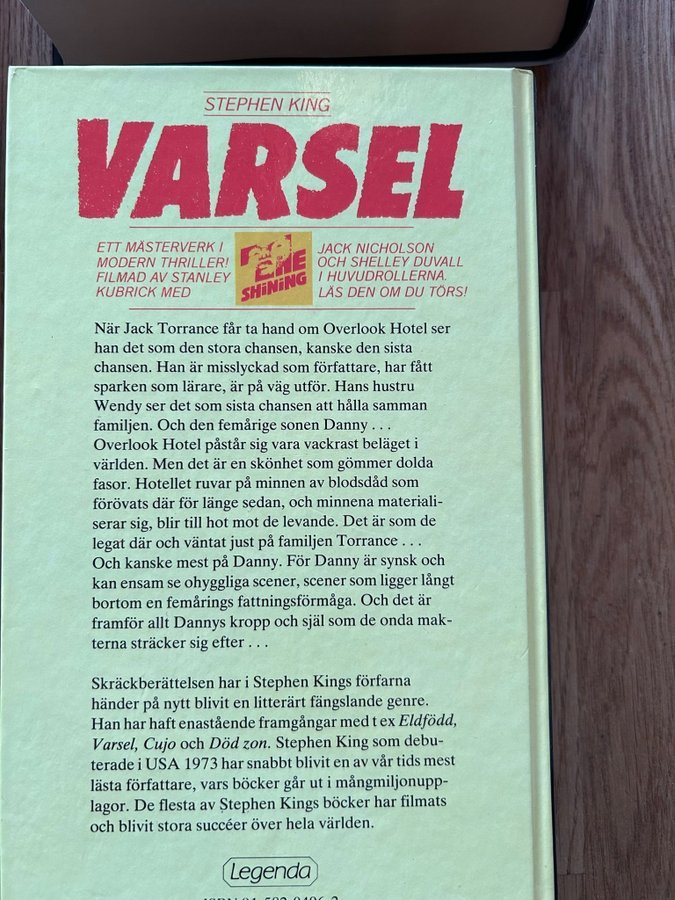 STEPHEN KING
VARSEL
ETT MÄSTERVERK I
MODERN THRILLER!
FILMAD AV STANLEY
KUBRICK MED
THE
SHiNiNG
JACK NICHOLSON
OCH SHELLEY DUVALL
I HUVUDROLLERNA.
LÄS DEN OM DU TÖRS!
När Jack Torrance får ta hand om Overlook Hotel ser
han det som den stora chansen, kanske den sista
chansen. Han är misslyckad som författare, har fått
sparken som lärare, är på väg utför. Hans hustru
Wendy ser det som sista chansen att hålla samman
familjen. Och den femårige sonen Danny . . .
Overlook Hotel påstår sig vara vackrast beläget i
världen. Men det är en skönhet som gömmer dolda
fasor. Hotellet ruvar på minnen av blodsdåd som
förövats där för länge sedan, och minnena materiali-
serar sig, blir till hot mot de levande. Det är som de
legat där och väntat just på familjen Torrance . . .
Och kanske mest på Danny. För Danny är synsk och
kan ensam se ohyggliga scener, scener som ligger långt
bortom en femårings fattningsförmåga. Och det är
framför allt Dannys kropp och själ som de onda mak-
terna sträcker sig efter . . .
Skräckberättelsen har i Stephen Kings förfarna
händer på nytt blivit en litterärt fängslande genre.
Han har haft enastående framgångar med t ex Eldfödd,
Varsel, Cujo och Död zon. Stephen King som debu-
terade i USA 1973 har snabbt blivit en av vår tids mest
lästa författare, vars böcker går ut i mångmiljonupp-
lagor. De flesta av Stephen Kings böcker har filmats
och blivit stora succéer över hela världen.
Legenda